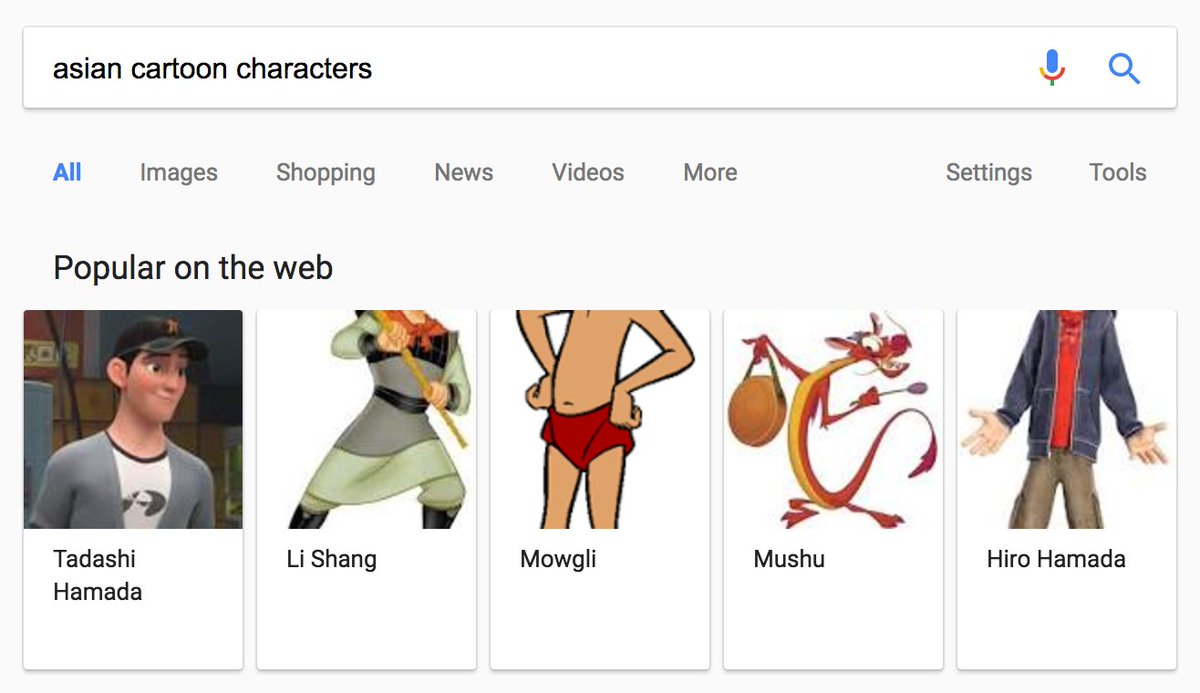 asian cartoon characters
All Images Shopping News Videos More Settings Tools
Popular on the web
Tadashi
Hamada
Li Shang
Mowgli
Mushu
Hiro Hamada